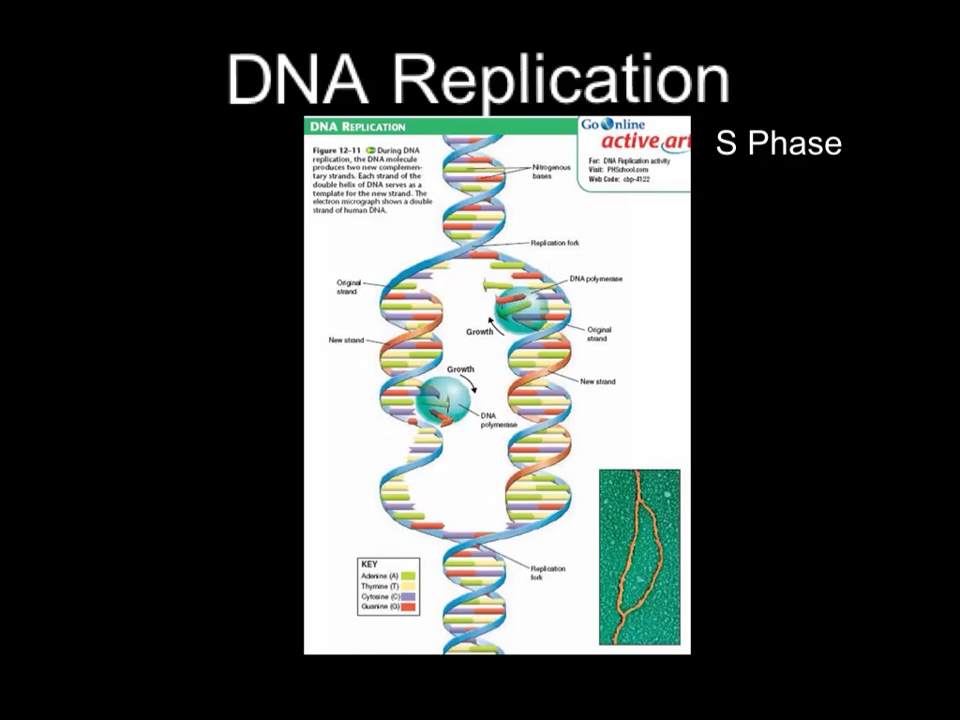 DNA Replication
S Phase
DNA REPLICATION
Go Online
active art
For: DNA Replication activity
Visit: PHSchool.com
Web Code: cbp-4122
Figure 12–11 During DNA
replication, the DNA molecule
produces two new complemen-
tary strands. Each strand of the
double helix of DNA serves as a
template for the new strand. The
electron micrograph shows a double
strand of human DNA.
Nitrogenous
bases
Replication fork
Original
strand
DNA polymerase
Growth
Original
strand
New strand
Growth
New strand
DNA
polymerase
KEY
Adenine (A)
Thymine (T)
Cytosine (C)
Guanine (G)
Replication
fork